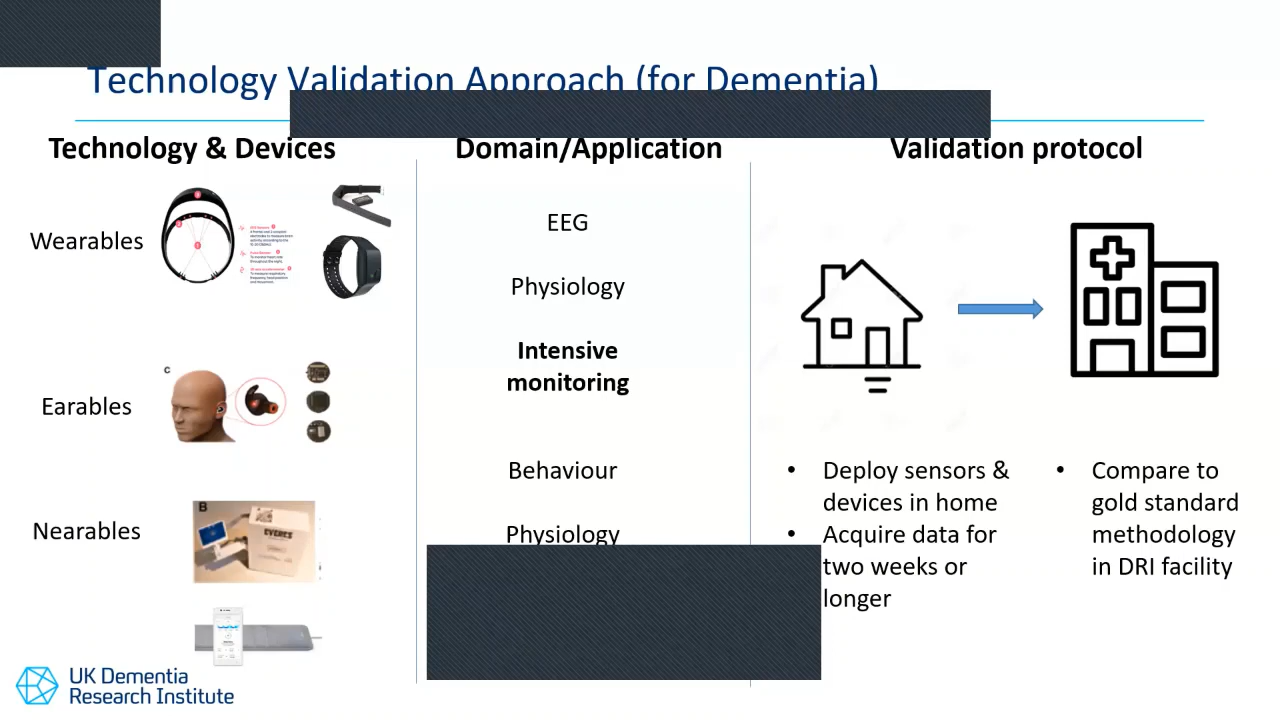 Technology Validation Approach (for Dementia)
Technology & Devices
Domain/Application
Validation protocol
Wearables
EEG
Physiology
Intensive
monitoring
C
Earables
Behaviour
Physiology
B
EVERES
Nearables
• Deploy sensors &
devices in home
• Acquire data for
two weeks or
longer
• Compare to
gold standard
methodology
in DRI facility
UK Dementia
Research Institute